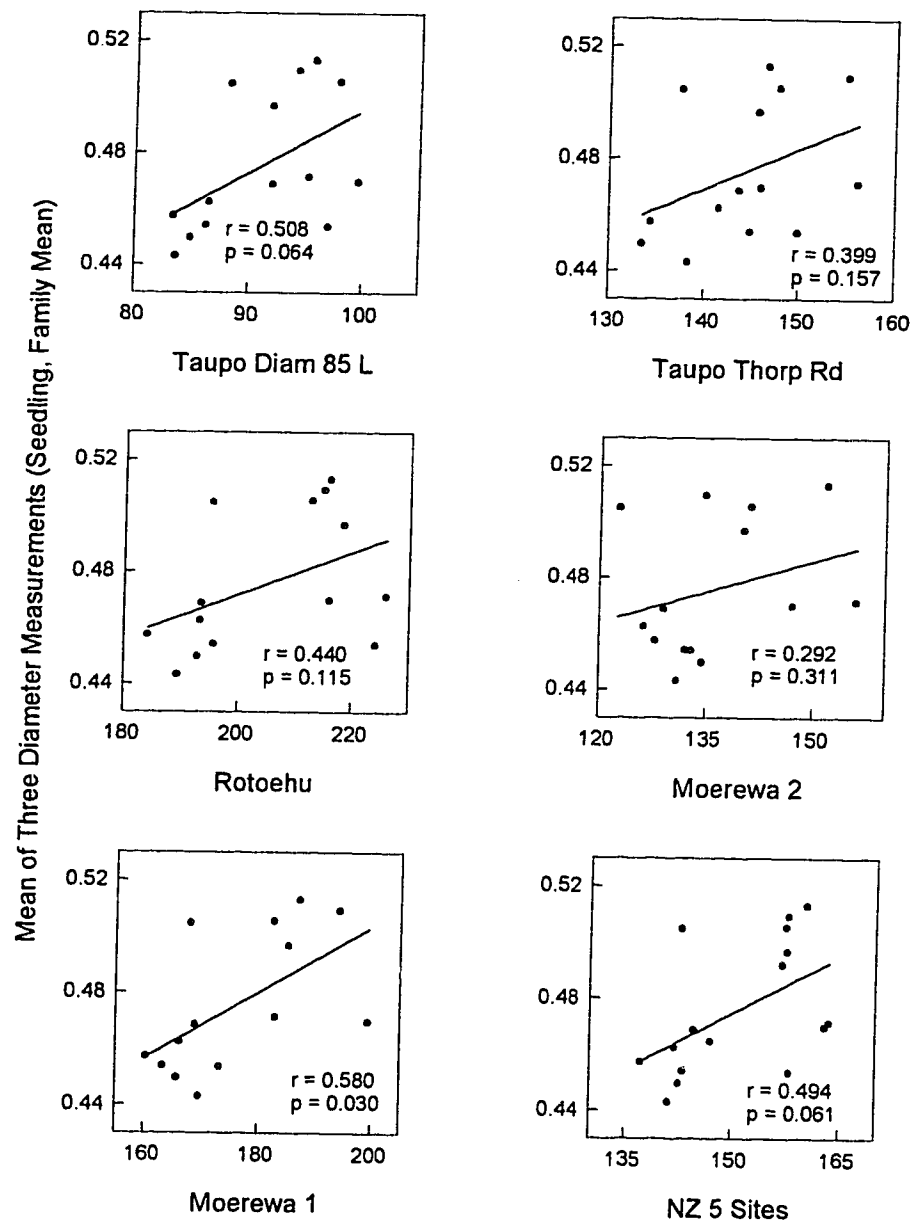 Mean of Three Diameter Measurements (Seedling, Family Mean)
0.52
0.48
0.44
r = 0.508
p = 0.064
80 90 100
Taupo Diam 85 L
0.52
0.48
0.44
r = 0.399
p = 0.157
130 140 150 160
Taupo Thorp Rd
0.52
0.48
0.44
r = 0.440
p = 0.115
180 200 220
Rotoehu
0.52
0.48
0.44
r = 0.292
p = 0.311
120 135 150
Moerewa 2
0.52
0.48
0.44
r = 0.580
p = 0.030
160 180 200
Moerewa 1
0.52
0.48
0.44
r = 0.494
p = 0.061
135 150 165
NZ 5 Sites